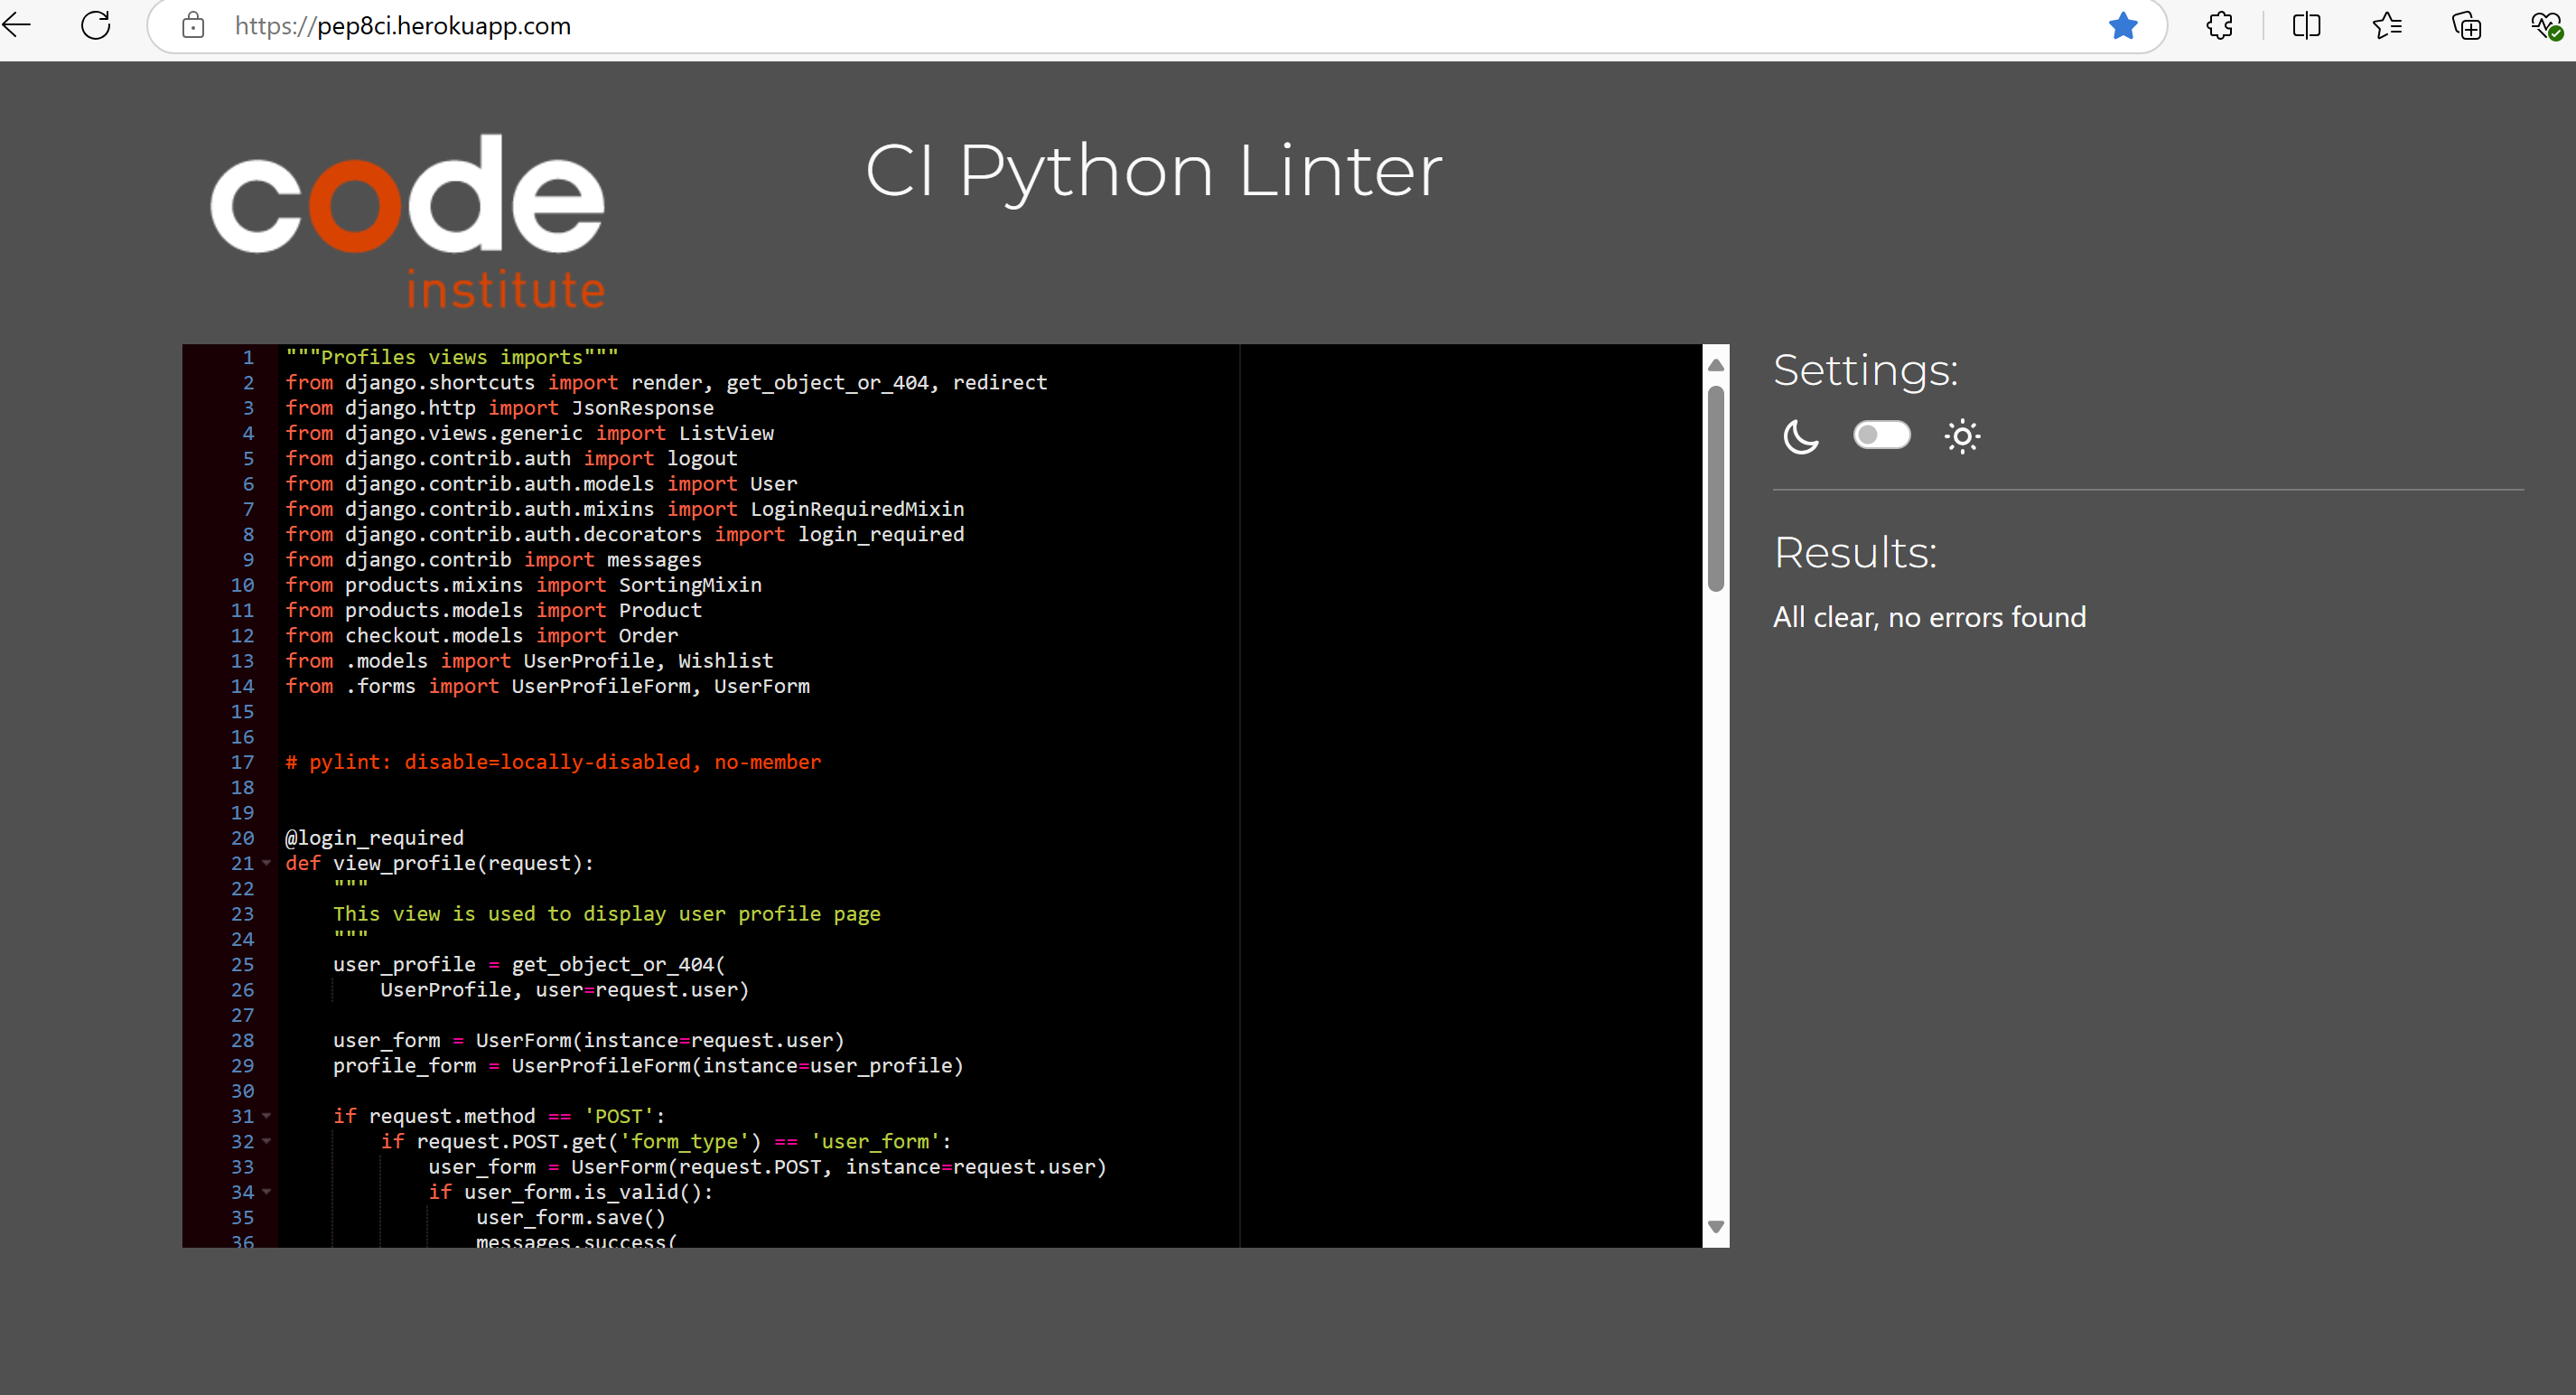 https://pep8ci.herokuapp.com
code
institute
CI Python Linter
1 """Profiles views imports"""
2 from django.shortcuts import render, get_object_or_404, redirect
3 from django.http import JsonResponse
4 from django.views.generic import ListView
5 from django.contrib.auth import logout
6 from django.contrib.auth.models import User
7 from django.contrib.auth.mixins import LoginRequiredMixin
8 from django.contrib.auth.decorators import login_required
9 from django.contrib import messages
10 from products.mixins import SortingMixin
11 from products.models import Product
12 from checkout.models import Order
13 from .models import UserProfile, Wishlist
14 from .forms import UserProfileForm, UserForm
15
16
17 # pylint: disable=locally-disabled, no-member
18
19
20 @login_required
21 def view_profile(request):
22     """
23     This view is used to display user profile page
24     """
25     user_profile = get_object_or_404(
26         UserProfile, user=request.user)
27
28     user_form = UserForm(instance=request.user)
29     profile_form = UserProfileForm(instance=user_profile)
30
31     if request.method == 'POST':
32         if request.POST.get('form_type') == 'user_form':
33             user_form = UserForm(request.POST, instance=request.user)
34             if user_form.is_valid():
35                 user_form.save()
36                 messages.success(
Settings:
Results:
All clear, no errors found